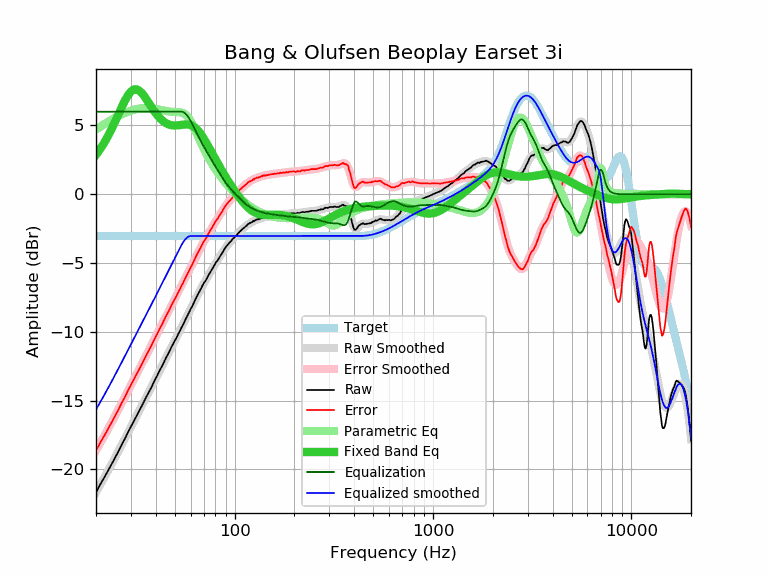 Bang & Olufsen Beoplay Earset 3i
Amplitude (dBr)
5
0
−5
−10
−15
−20
Target
Raw Smoothed
Error Smoothed
Raw
Error
Parametric Eq
Fixed Band Eq
Equalization
Equalized smoothed
100
1000
10000
Frequency (Hz)